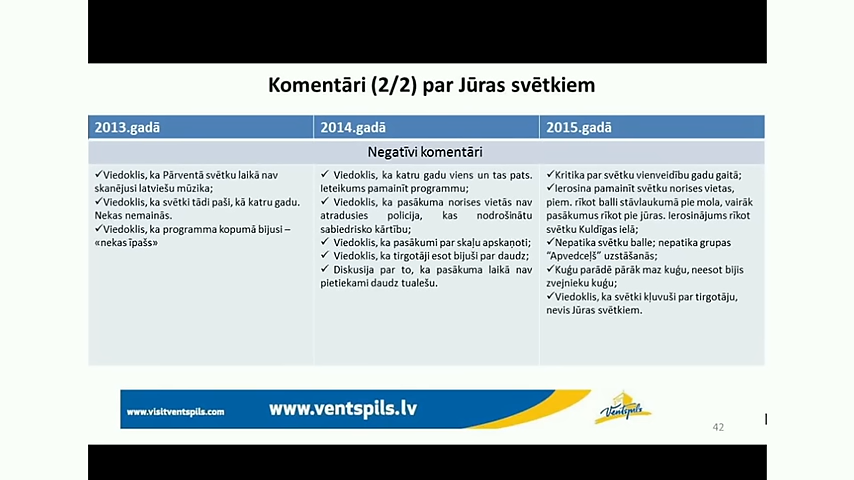 Komentāri (2/2) par Jūras svētkiem
2013.gadā
2014.gadā
2015.gadā
Negatīvi komentāri
✓Viedoklis, ka Pārventā svētku laikā nav
skanējusi latviešu mūzika;
✓Viedoklis, ka svētki tādi paši, kā katru gadu.
Nekas nemainās.
✓Viedoklis, ka programma kopumā bijusi –
«nekas īpašs»
✓ Viedoklis, ka katru gadu viens un tas pats.
Ieteikums pamainīt programmu;
✓ Viedoklis, ka pasākuma norises vietās nav
atradusies policija, kas nodrošinātu
sabiedrisko kārtību;
✓ Viedoklis, ka pasākumi par skaļu apskaņoti;
✓ Viedoklis, ka tirgotāji esot bijuši par daudz;
✓ Diskusija par to, ka pasākuma laikā nav
pietiekami daudz tualešu.
✓Kritika par svētku vienveidību gadu gaitā;
✓Ierosina pamainīt svētku norises vietas,
piem. rīkot balli stāvlaukumā pie mola, vairāk
pasākumus rīkot pie jūras. Ierosinājums rīkot
svētku Kuldīgas ielā;
✓Nepatika svētku balle; nepatika grupas
"Apvedceļš" uzstāšanās;
✓Kuģu parādē pārāk maz kuģu, neesot bijis
zvejnieku kuģu;
✓Viedoklis, ka svētki kļuvuši par tirgotāju,
nevis Jūras svētkiem.
www.visitventspils.com
www.ventspils.lv
Ventspils
42